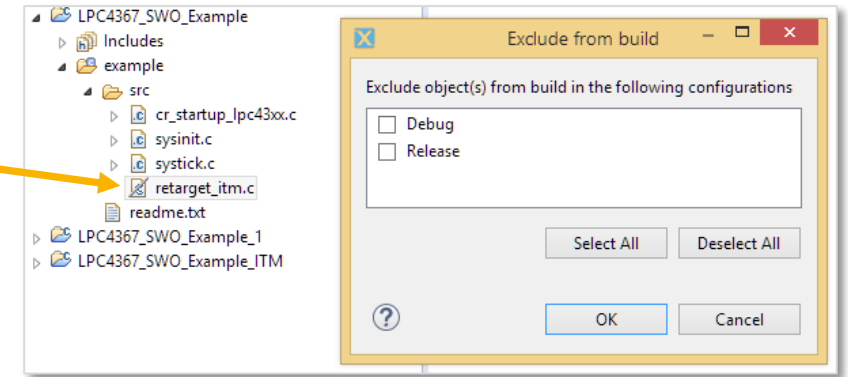 LPC4367_SWO_Example
Includes
example
src
cr_startup_lpc43xx.c
sysinit.c
systick.c
retarget_itm.c
readme.txt
LPC4367_SWO_Example_1
LPC4367_SWO_Example_ITM
Exclude from build
Exclude object(s) from build in the following configurations
Debug
Release
Select All
Deselect All
OK
Cancel